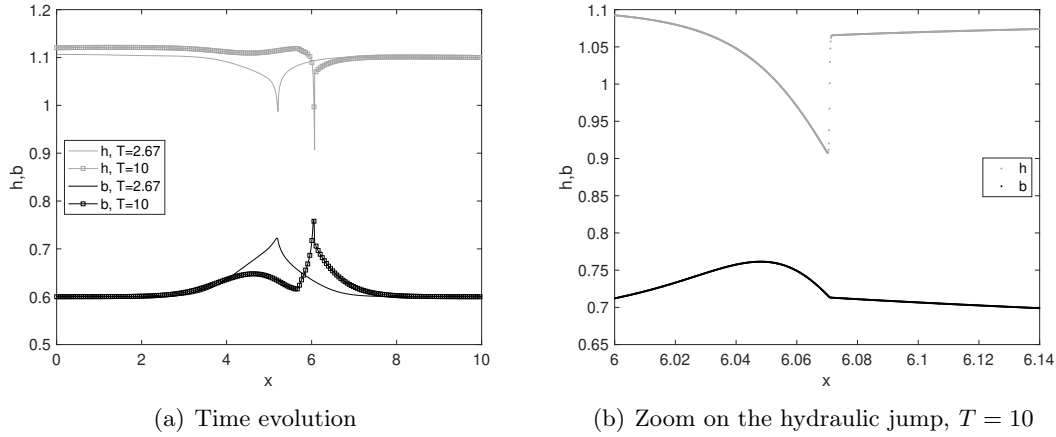 1.2
1.1
1
0.9
0.8
0.7
0.6
0.5
h,b
h, T=2.67
h, T=10
b, T=2.67
b, T=10
0 2 4 6 8 10
x
(a) Time evolution
1.1
1.05
1
0.95
0.9
0.85
0.8
0.75
0.7
0.65
h,b
h
b
6 6.02 6.04 6.06 6.08 6.1 6.12 6.14
x
(b) Zoom on the hydraulic jump, T = 10